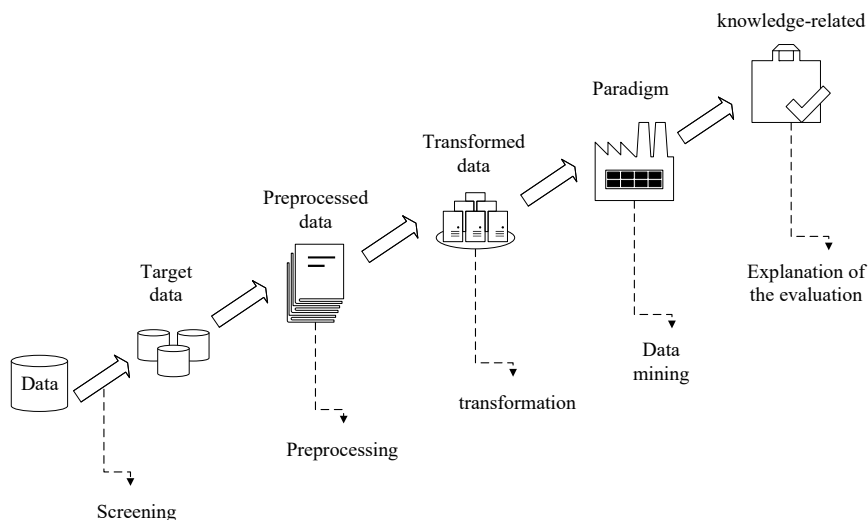 knowledge-related
Paradigm
Transformed
data
Preprocessed
data
Target
data
Data
Explanation of
the evaluation
Data
mining
transformation
Preprocessing
Screening